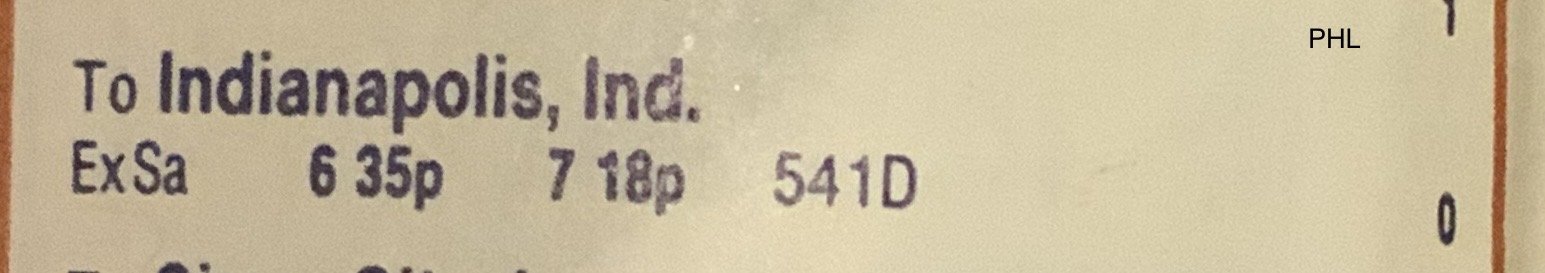 PHL
To Indianapolis, Ind.
ExSa 6 35p 7 18p 541D 0